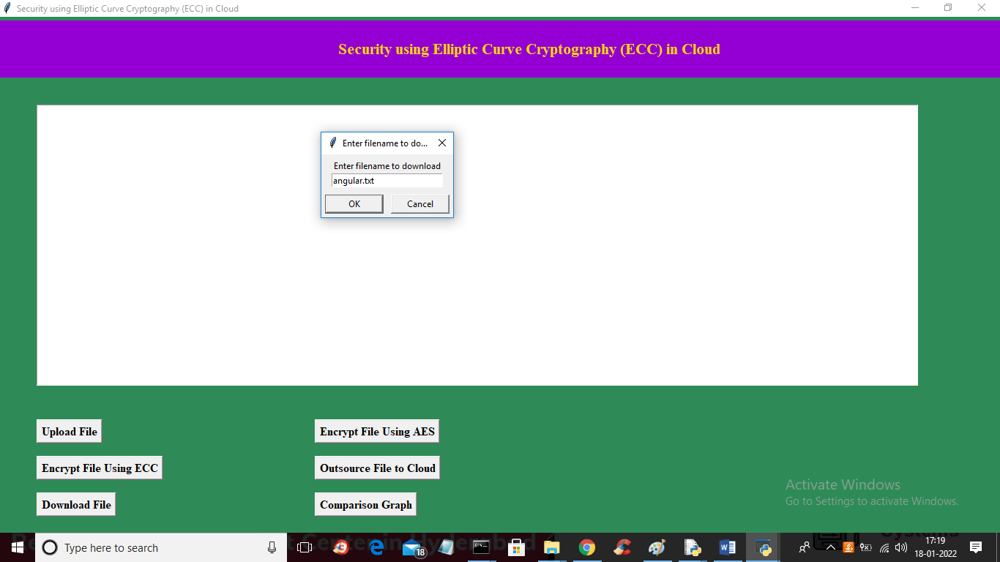 Security using Elliptic Curve Cryptography (ECC) in Cloud
Security using Elliptic Curve Cryptography (ECC) in Cloud
Enter filename to do...
Enter filename to download
angular.txt
OK
Cancel
Upload File
Encrypt File Using AES
Encrypt File Using ECC
Outsource File to Cloud
Download File
Comparison Graph
Activate Windows
Go to Settings to activate Windows.
Type here to search
18
17:19
18-01-2022